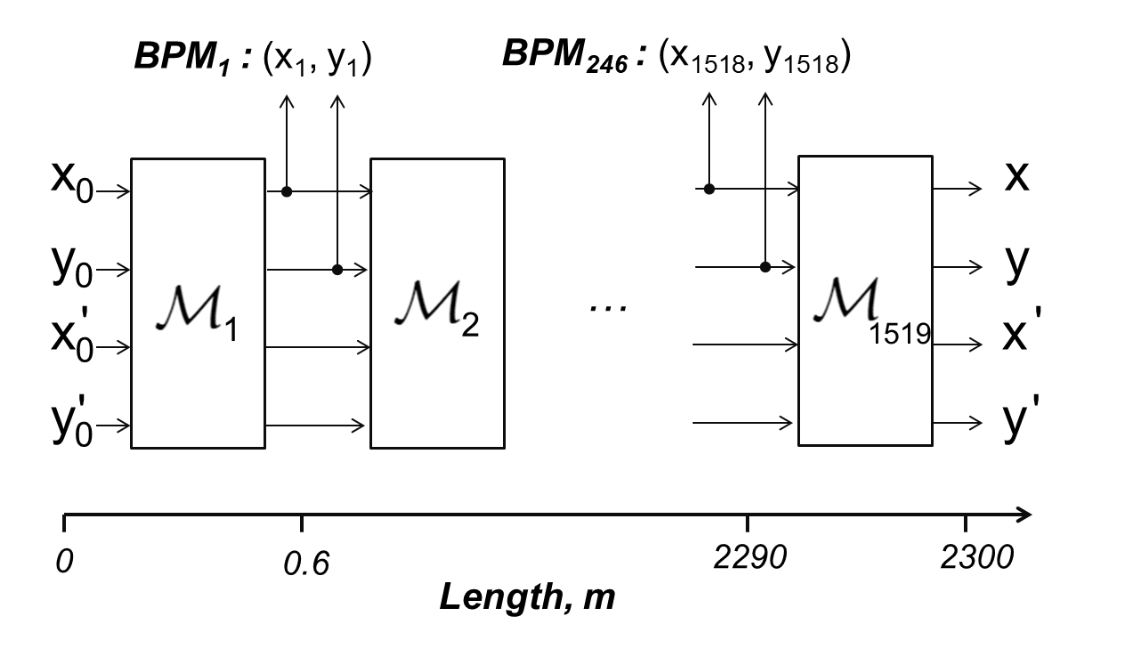 BPM1 : (x1, y1) BPM246 : (x1518, y1518)
x0 x
y0 y
M1 M2 ... M1519
x'0 x'
y'0 y'
0 0.6 2290 2300
Length, m